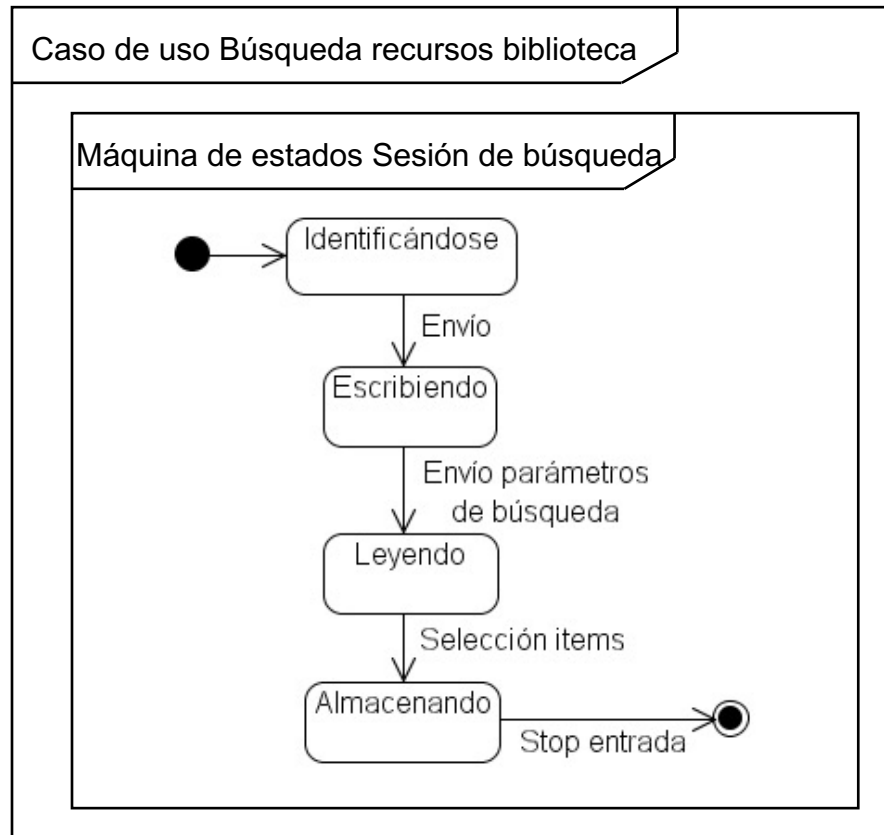 Caso de uso Búsqueda recursos biblioteca
Máquina de estados Sesión de búsqueda
Identificándose
Envío
Escribiendo
Envío parámetros
de búsqueda
Leyendo
Selección items
Almacenando
Stop entrada